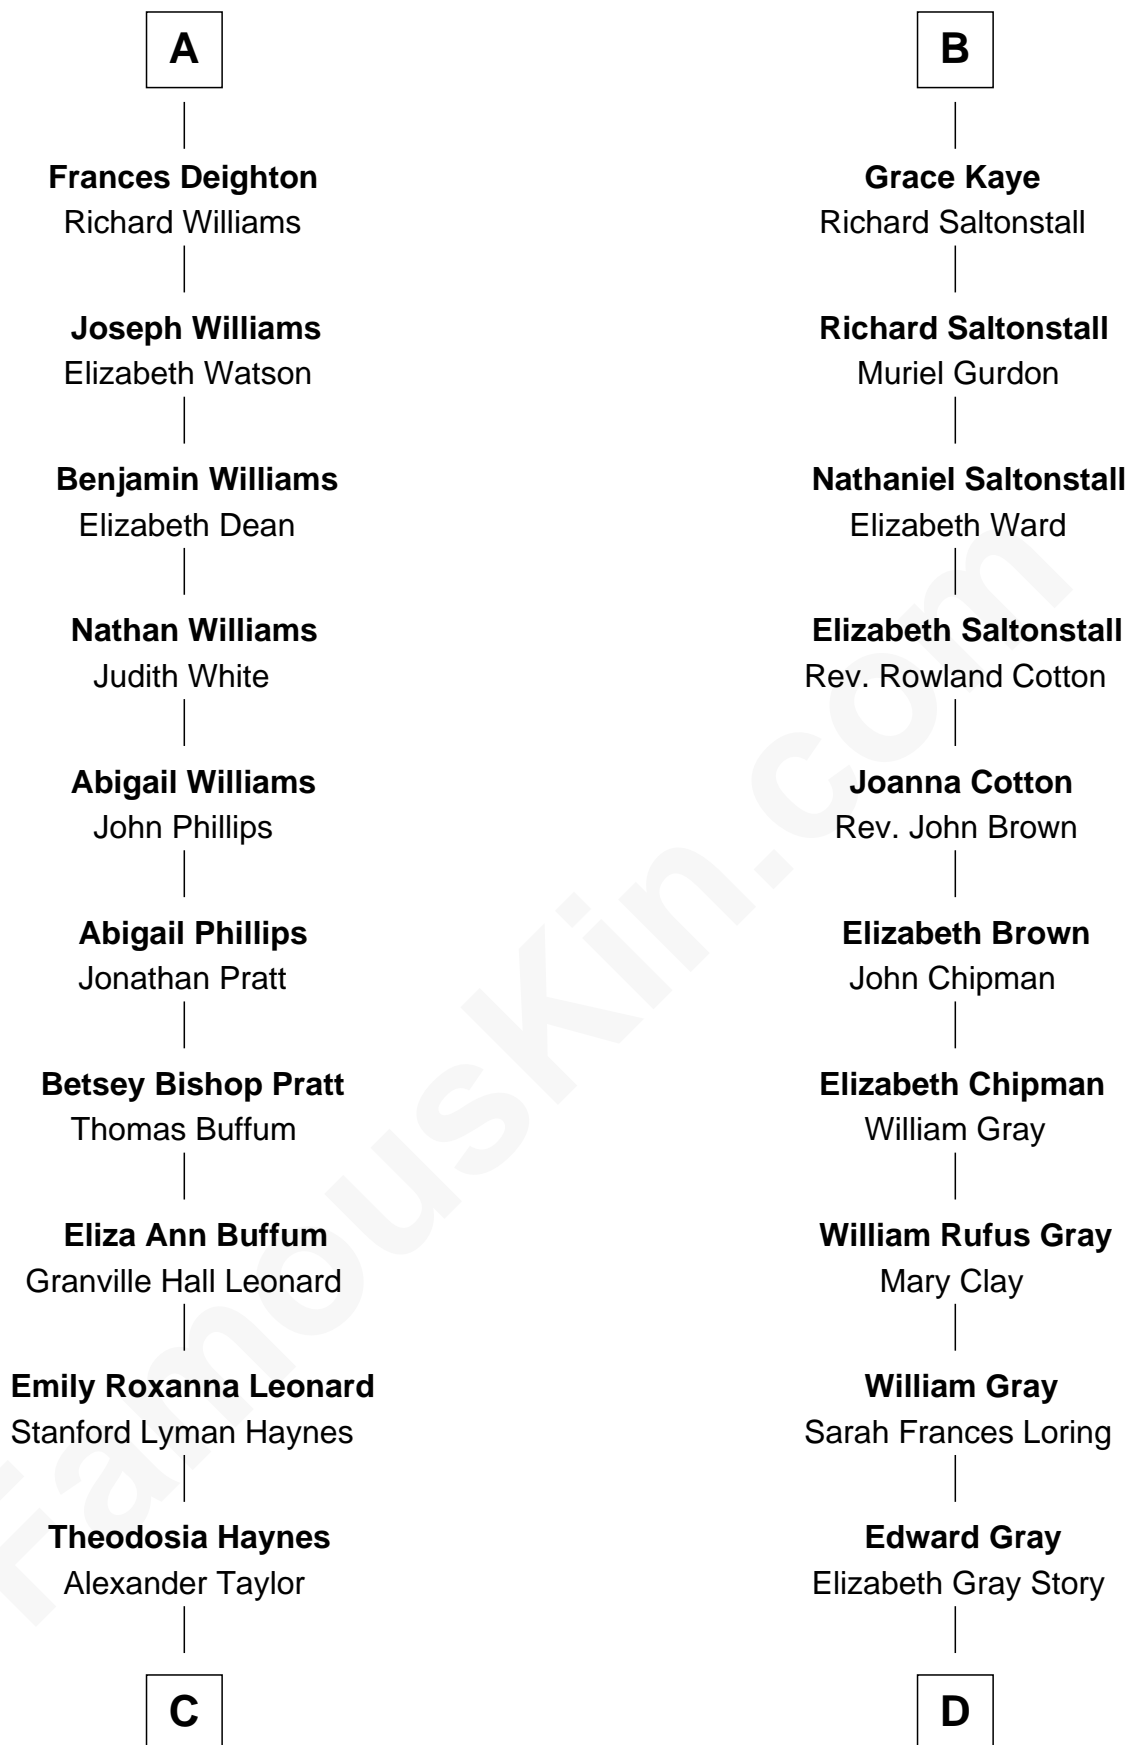 A
Frances Deighton
Richard Williams
Joseph Williams
Elizabeth Watson
Benjamin Williams
Elizabeth Dean
Nathan Williams
Judith White
Abigail Williams
John Phillips
Abigail Phillips
Jonathan Pratt
Betsey Bishop Pratt
Thomas Buffum
Eliza Ann Buffum
Granville Hall Leonard
Emily Roxanna Leonard
Stanford Lyman Haynes
Theodosia Haynes
Alexander Taylor
C
B
Grace Kaye
Richard Saltonstall
Richard Saltonstall
Muriel Gurdon
Nathaniel Saltonstall
Elizabeth Ward
Elizabeth Saltonstall
Rev. Rowland Cotton
Joanna Cotton
Rev. John Brown
Elizabeth Brown
John Chipman
Elizabeth Chipman
William Gray
William Rufus Gray
Mary Clay
William Gray
Sarah Frances Loring
Edward Gray
Elizabeth Gray Story
D
FamousKin.com